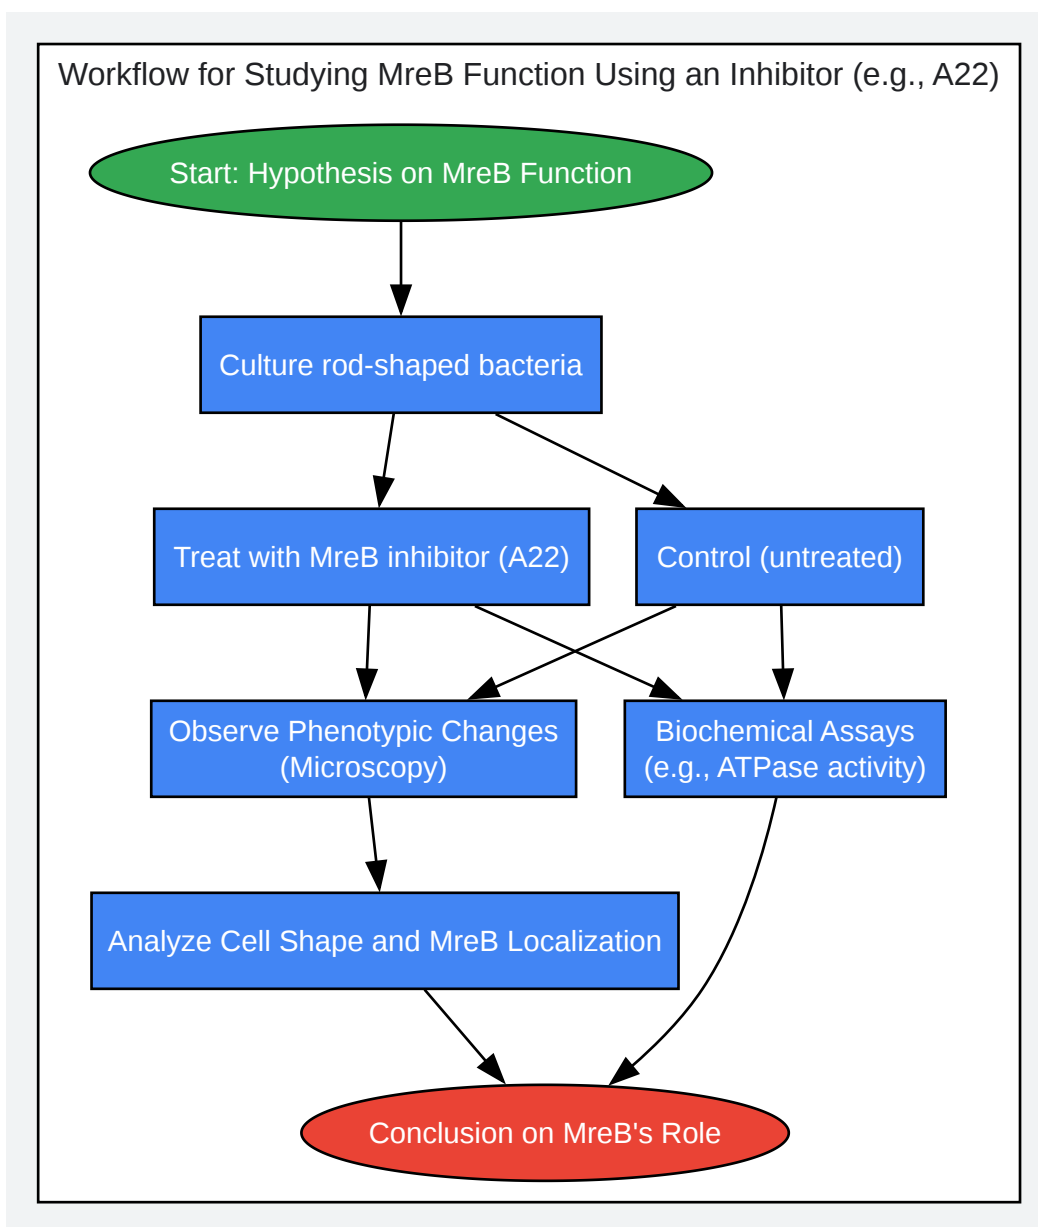 Workflow for Studying MreB Function Using an Inhibitor (e.g., A22)
Start: Hypothesis on MreB Function
Culture rod-shaped bacteria
Treat with MreB inhibitor (A22)
Control (untreated)
Observe Phenotypic Changes
(Microscopy)
Biochemical Assays
(e.g., ATPase activity)
Analyze Cell Shape and MreB Localization
Conclusion on MreB's Role